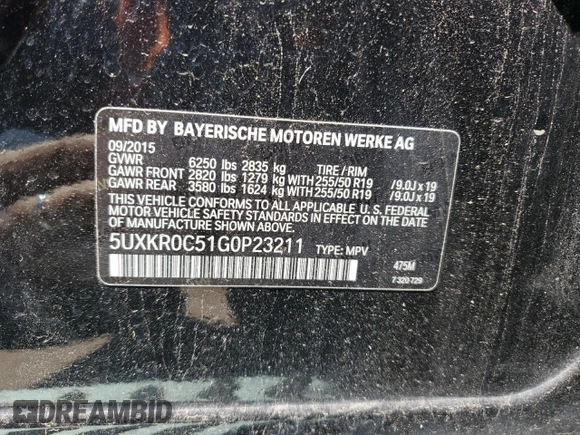 MFD BY BAYERISCHE MOTOREN WERKE AG
09/2015
GVWR 6250 lbs 2835 kg TIRE / RIM
GAWR FRONT 2820 lbs 1279 kg WITH 255/50 R19 / 9.0J x 19
GAWR REAR 3580 lbs 1624 kg WITH 255/50 R19 / 9.0J x 19
THIS VEHICLE CONFORMS TO ALL APPLICABLE U.S. FEDERAL
MOTOR VEHICLE SAFETY STANDARDS IN EFFECT ON THE DATE OF
MANUFACTURE SHOWN ABOVE.
5UXKR0C51G0P23211 TYPE: MPV
475M
7 320 729
DREAMBID